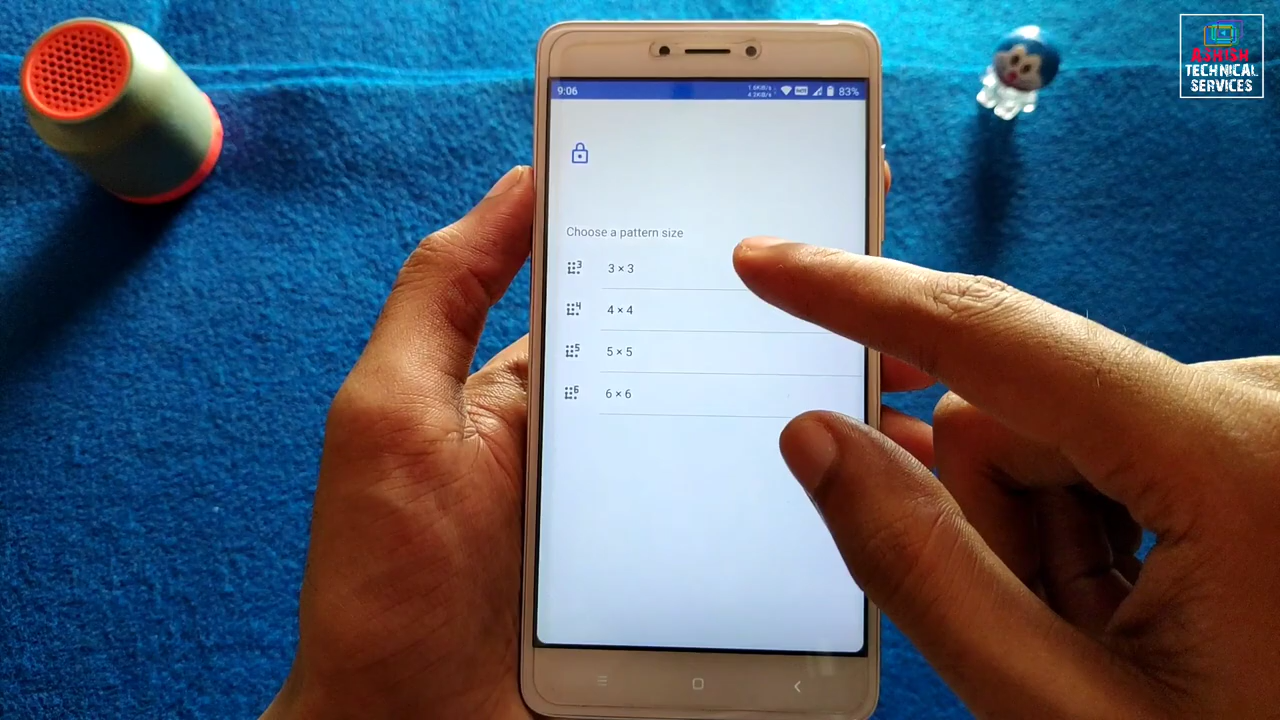 ASHISH
TECHNICAL
SERVICES
9:06
83%
Choose a pattern size
3 × 3
4 × 4
5 × 5
6 × 6